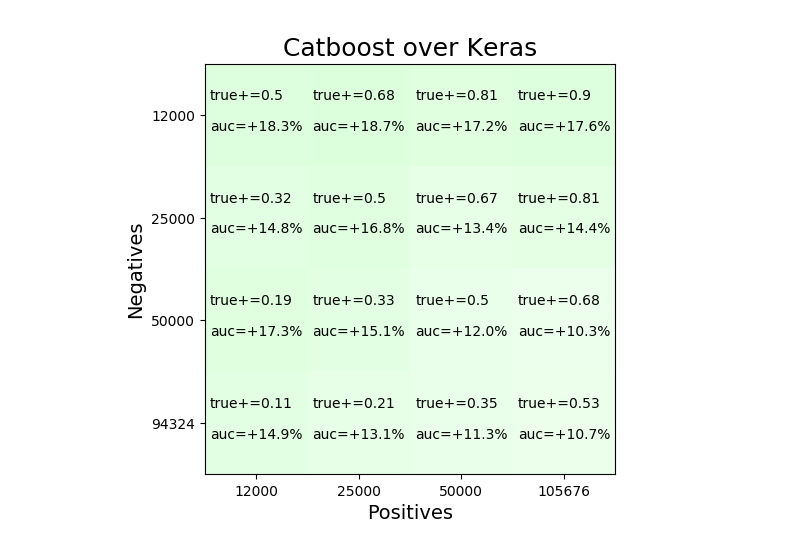 Catboost over Keras
true+=0.5 true+=0.68 true+=0.81 true+=0.9
12000
auc=+18.3% auc=+18.7% auc=+17.2% auc=+17.6%
true+=0.32 true+=0.5 true+=0.67 true+=0.81
25000
auc=+14.8% auc=+16.8% auc=+13.4% auc=+14.4%
Negatives
true+=0.19 true+=0.33 true+=0.5 true+=0.68
50000
auc=+17.3% auc=+15.1% auc=+12.0% auc=+10.3%
true+=0.11 true+=0.21 true+=0.35 true+=0.53
94324
auc=+14.9% auc=+13.1% auc=+11.3% auc=+10.7%
12000 25000 50000 105676
Positives